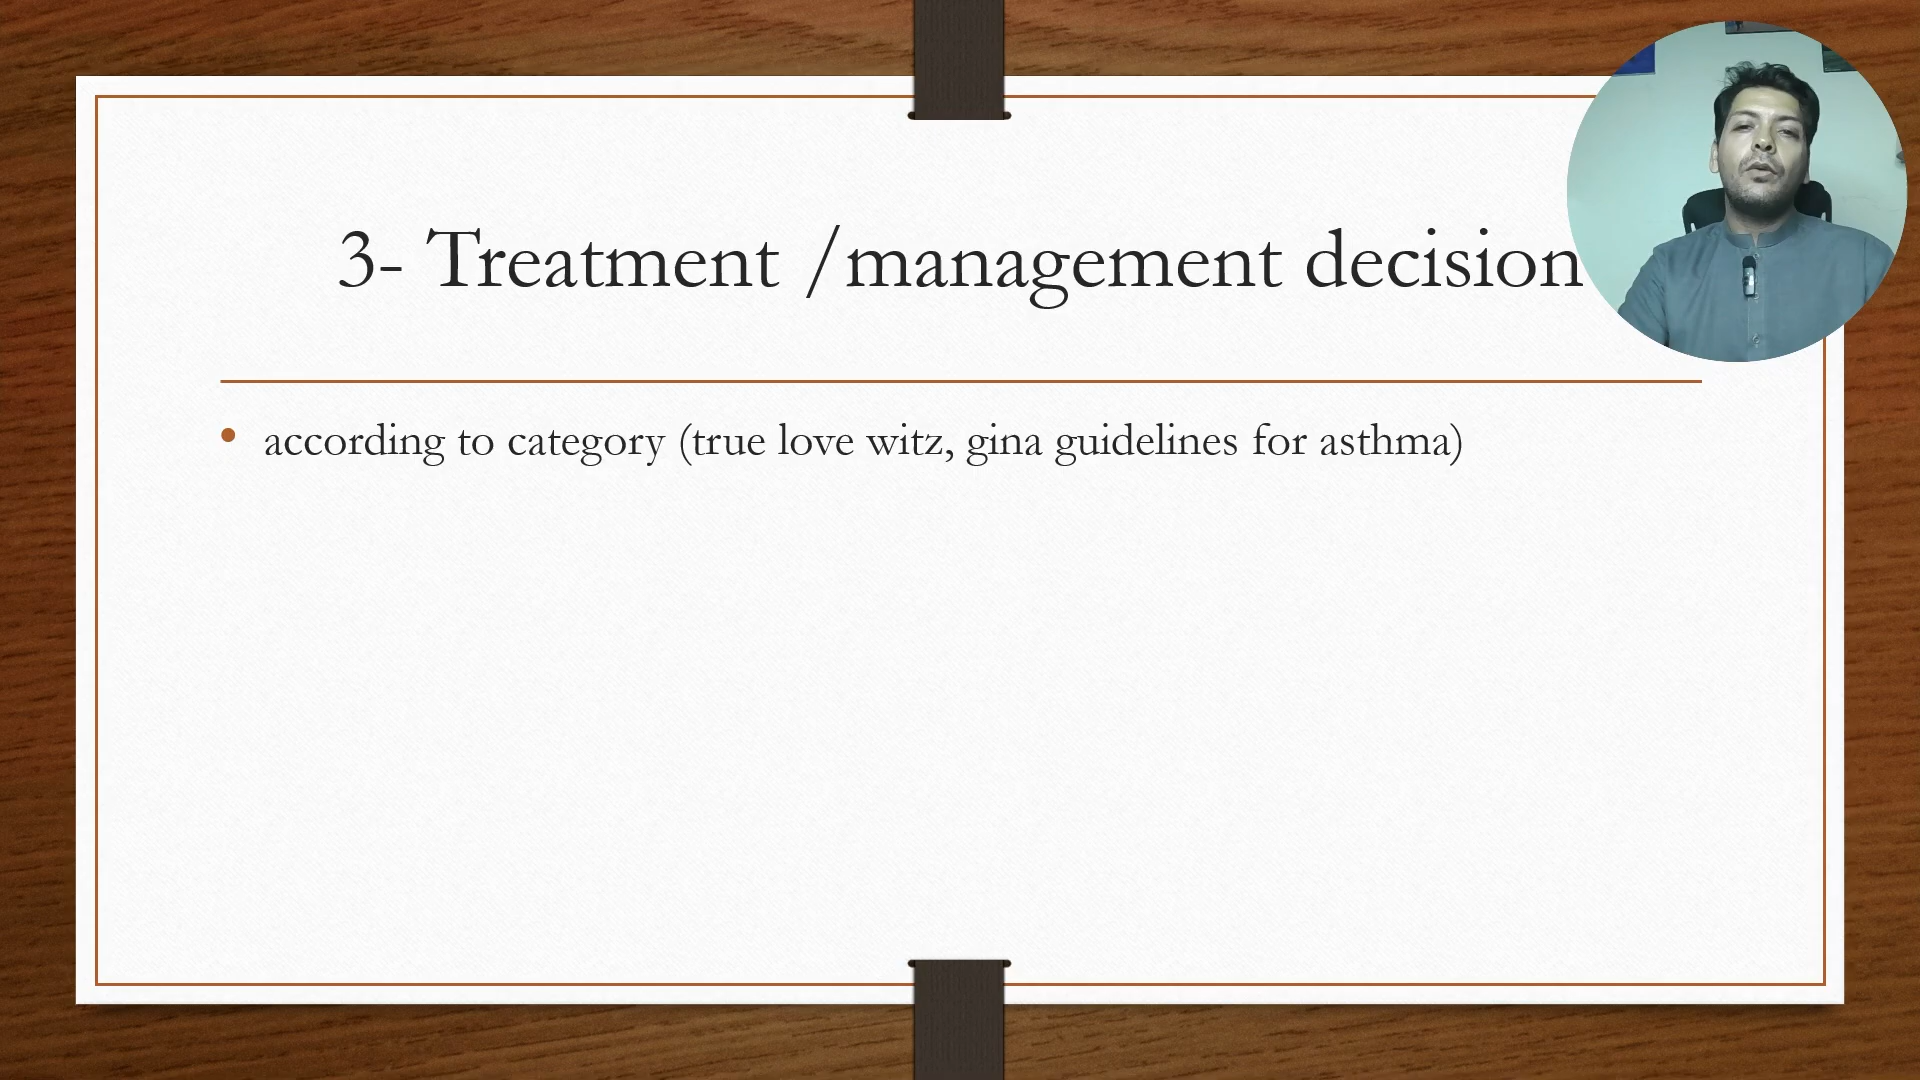 3- Treatment /management decision
• according to category (true love witz, gina guidelines for asthma)